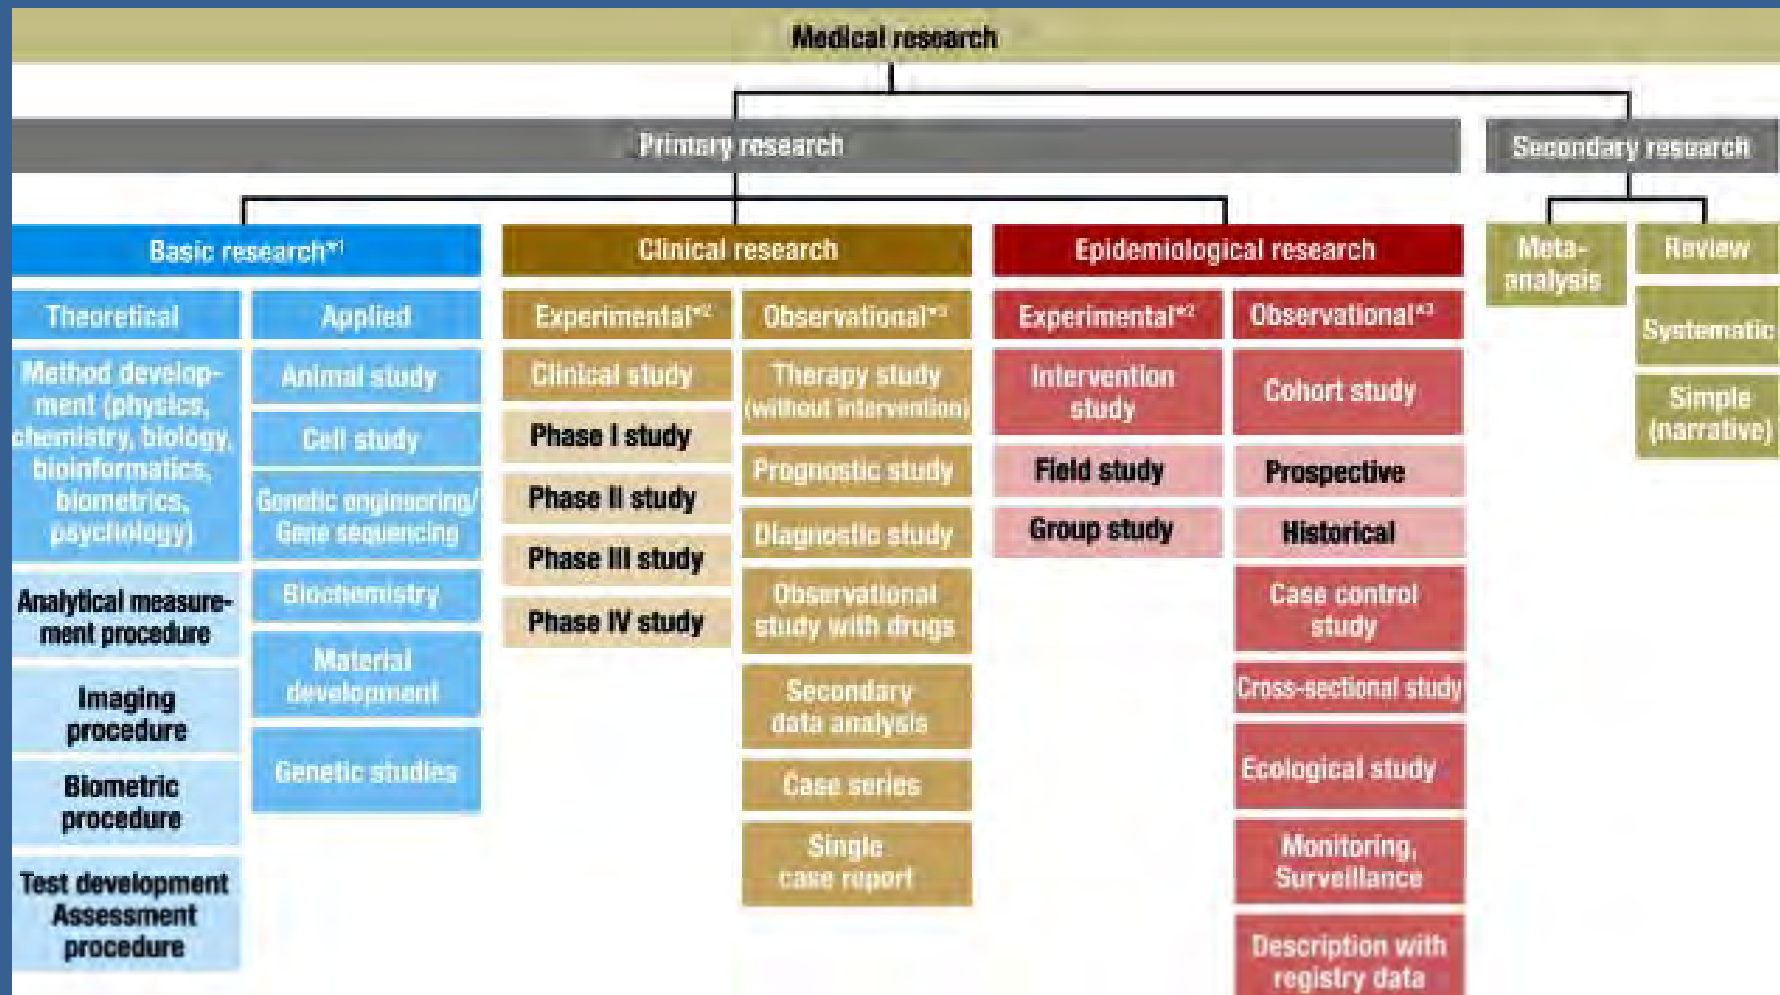 Medical research
Primary research
Secondary research
Basic research*1
Clinical research
Epidemiological research
Meta-
analysis
Review
Theoretical
Applied
Experimental*2
Observational*3
Experimental*2
Observational*3
Systematic
Simple
(narrative)
Method develop-
ment (physics,
chemistry, biology,
bioinformatics,
biometrics,
psychology)
Analytical measure-
ment procedure
Imaging
procedure
Biometric
procedure
Test development
Assessment
procedure
Animal study
Cell study
Genetic engineering/
Gene sequencing
Biochemistry
Material
development
Genetic studies
Clinical study
Phase I study
Phase II study
Phase III study
Phase IV study
Therapy study
(without intervention)
Prognostic study
Diagnostic study
Observational
study with drugs
Secondary
data analysis
Case series
Single
case report
Intervention
study
Field study
Group study
Cohort study
Prospective
Historical
Case control
study
Cross-sectional study
Ecological study
Monitoring,
Surveillance
Description with
registry data